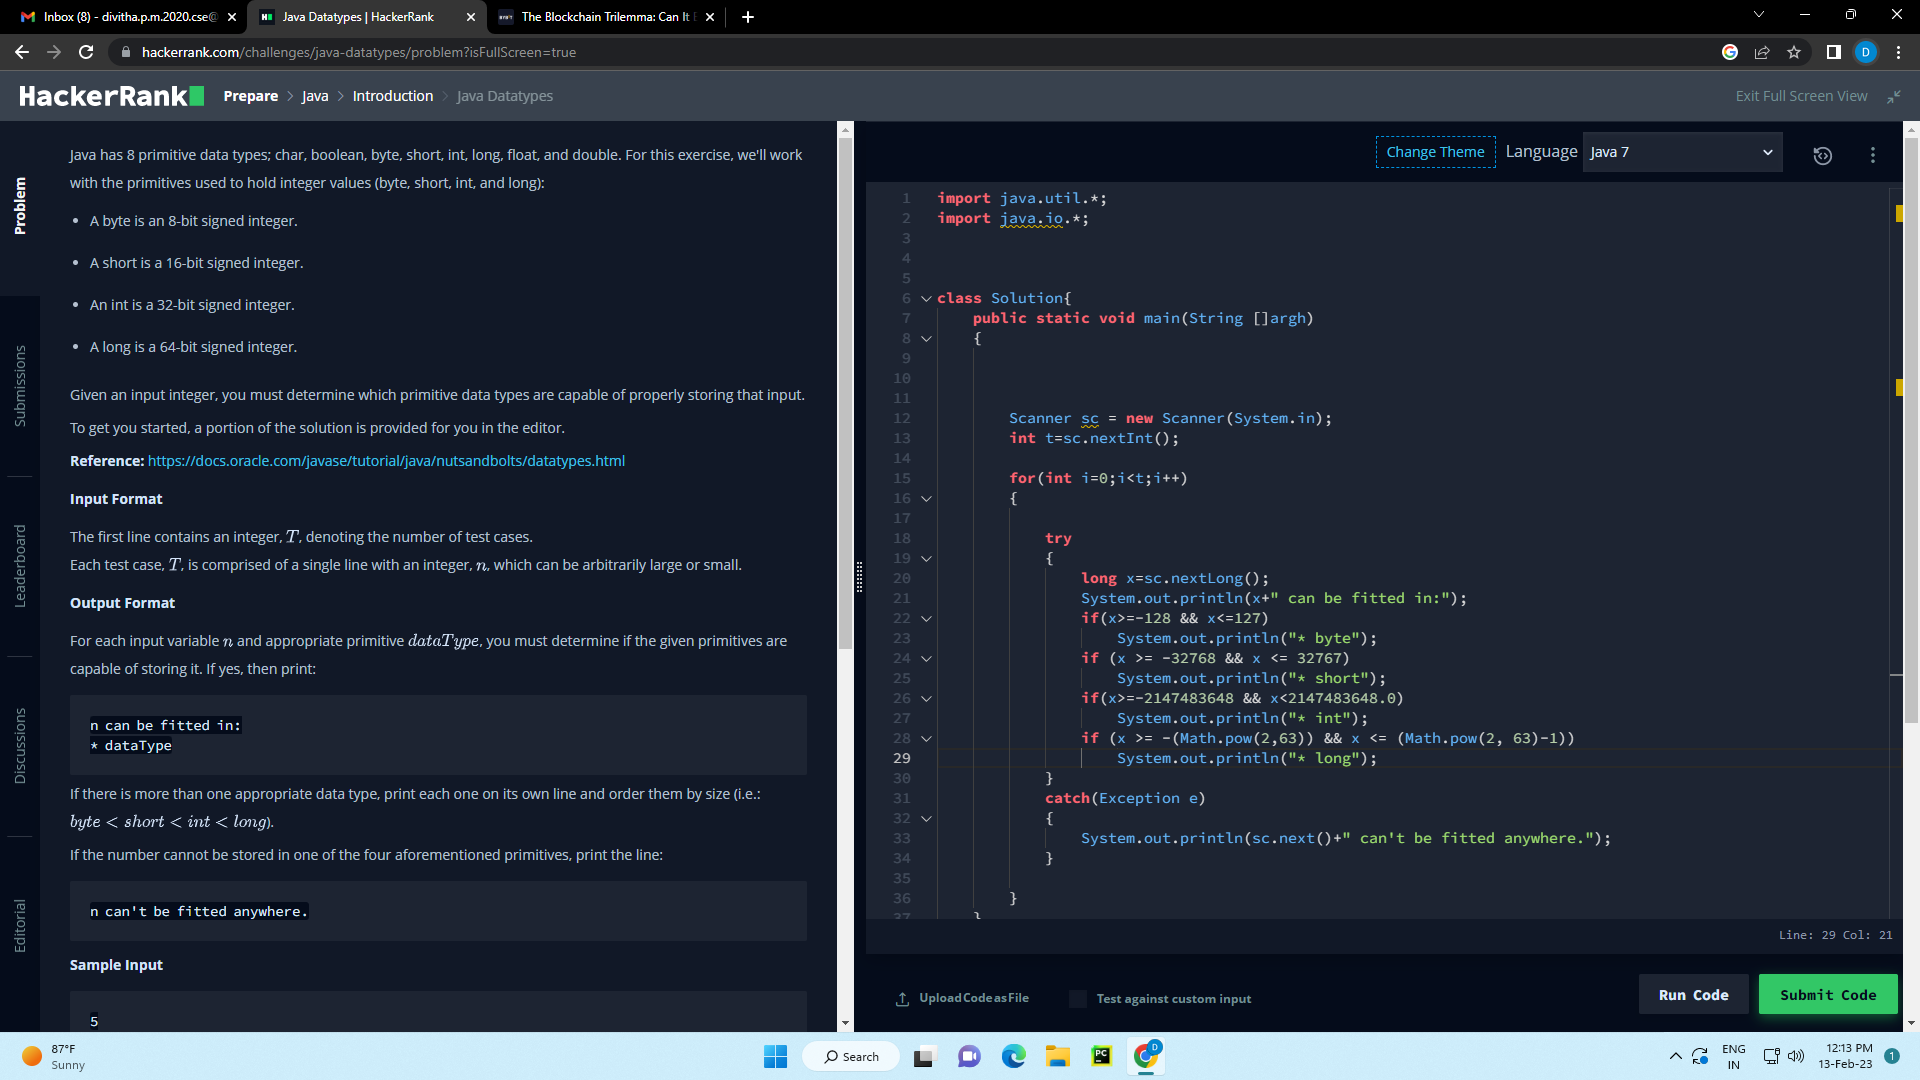 Inbox (8) - divitha.p.m.2020.cse@
Java Datatypes | HackerRank
The Blockchain Trilemma: Can It
hackerrank.com/challenges/java-datatypes/problem?isFullScreen=true
D
HackerRank
Prepare > Java > Introduction > Java Datatypes
Exit Full Screen View
Problem
Submissions
Leaderboard
Discussions
Editorial
Java has 8 primitive data types; char, boolean, byte, short, int, long, float, and double. For this exercise, we'll work
with the primitives used to hold integer values (byte, short, int, and long):
• A byte is an 8-bit signed integer.
• A short is a 16-bit signed integer.
• An int is a 32-bit signed integer.
• A long is a 64-bit signed integer.
Given an input integer, you must determine which primitive data types are capable of properly storing that input.
To get you started, a portion of the solution is provided for you in the editor.
Reference: https://docs.oracle.com/javase/tutorial/java/nutsandbolts/datatypes.html
Input Format
The first line contains an integer, T, denoting the number of test cases.
Each test case, T, is comprised of a single line with an integer, n, which can be arbitrarily large or small.
Output Format
For each input variable n and appropriate primitive dataType, you must determine if the given primitives are
capable of storing it. If yes, then print:
n can be fitted in:
* dataType
If there is more than one appropriate data type, print each one on its own line and order them by size (i.e.:
byte < short < int < long).
If the number cannot be stored in one of the four aforementioned primitives, print the line:
n can't be fitted anywhere.
Sample Input
5
Change Theme
Language
Java 7
1 import java.util.*;
2 import java.io.*;
3
4
5
6 class Solution{
7 public static void main(String []argh)
8 {
9
10
11
12 Scanner sc = new Scanner(System.in);
13 int t=sc.nextInt();
14
15 for(int i=0;i<t;i++)
16 {
17
18 try
19 {
20 long x=sc.nextLong();
21 System.out.println(x+" can be fitted in:");
22 if(x>=-128 && x<=127)
23 System.out.println("* byte");
24 if (x >= -32768 && x <= 32767)
25 System.out.println("* short");
26 if(x>=-2147483648 && x<2147483648.0)
27 System.out.println("* int");
28 if (x >= -(Math.pow(2,63)) && x <= (Math.pow(2, 63)-1))
29 System.out.println("* long");
30 }
31 catch(Exception e)
32 {
33 System.out.println(sc.next()+" can't be fitted anywhere.");
34 }
35
36 }
37 }
Line: 29 Col: 21
Upload Code as File
Test against custom input
Run Code
Submit Code
87°F
Sunny
Search
PC
D
ENG
IN
12:13 PM
13-Feb-23
1